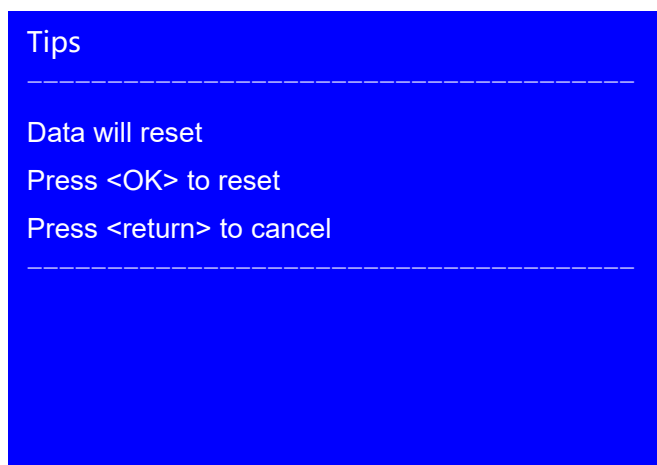 Tips
Data will reset
Press <OK> to reset
Press <return> to cancel